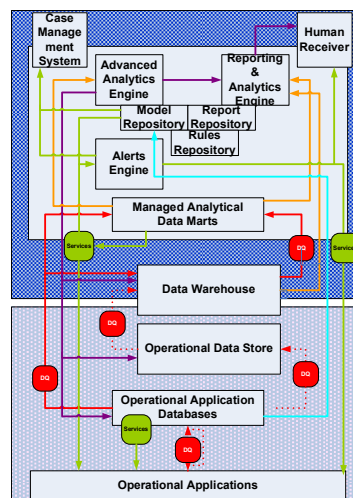 Case
Manage
ment
System
Human
Receiver
Advanced
Analytics
Engine
Reporting &
Analytics
Engine
Model
Repository
Report
Repository
Rules
Repository
Alerts
Engine
Managed Analytical
Data Marts
Services
DQ
Services
Data Warehouse
DQ
Operational Data Store
DQ
DQ
Operational Application
Databases
Services
DQ
Operational Applications